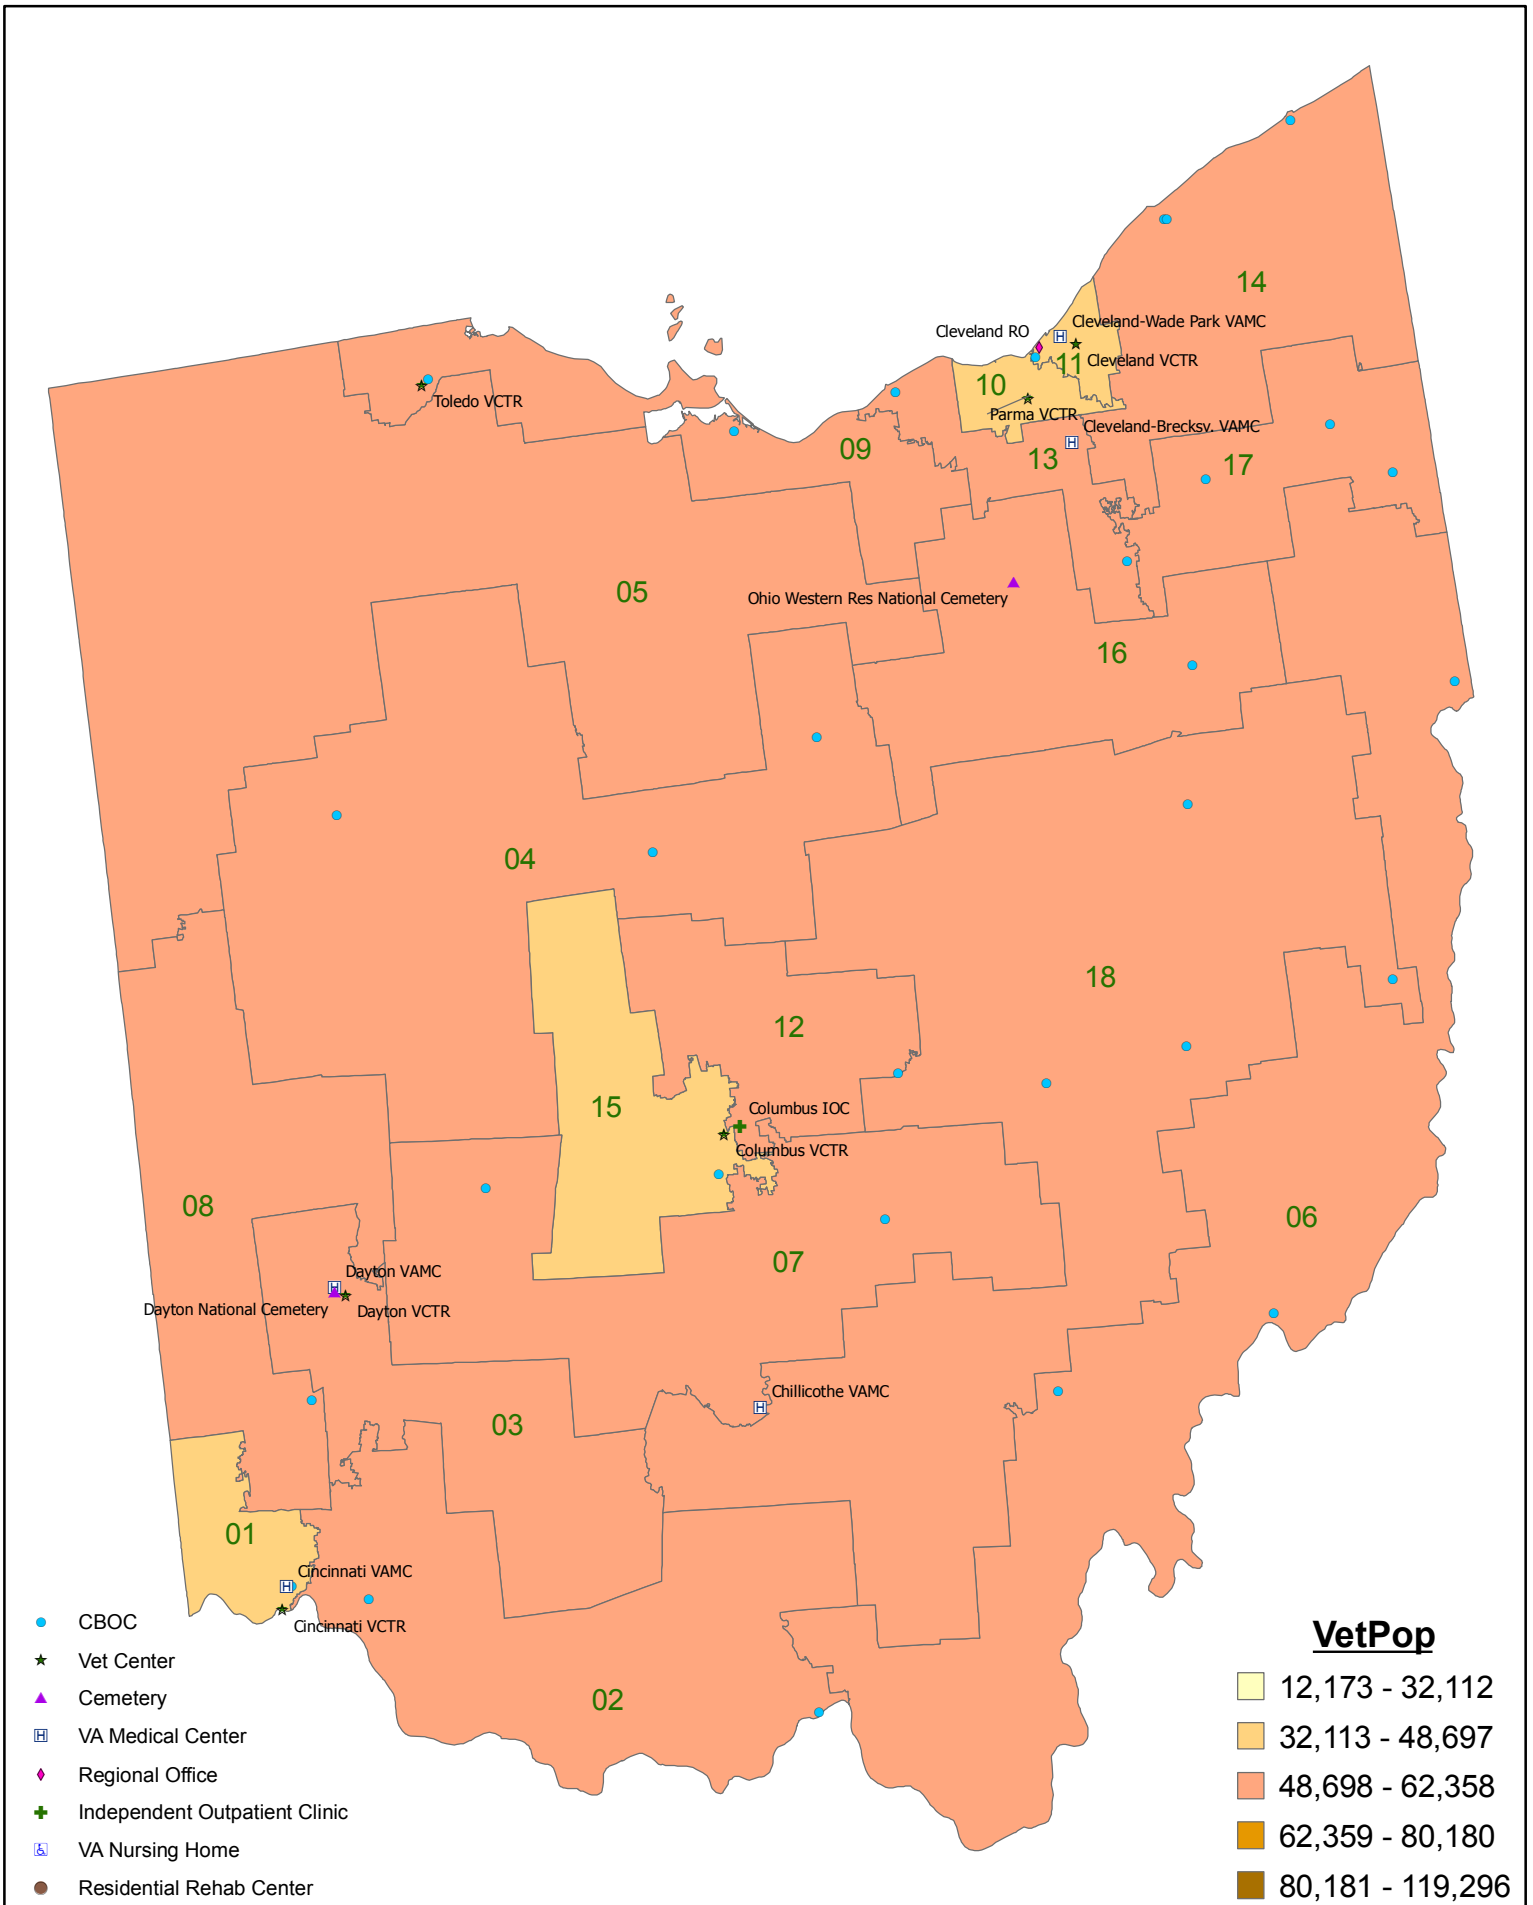 14
Cleveland RO
Cleveland-Wade Park VAMC
11
Cleveland VCTR
10
Toledo VCTR
Parma VCTR
Cleveland-Brecksv. VAMC
09
13
17
05
Ohio Western Res National Cemetery
16
04
18
12
15
Columbus IOC
Columbus VCTR
08
06
07
Dayton VAMC
Dayton National Cemetery
Dayton VCTR
Chillicothe VAMC
03
01
Cincinnati VAMC
Cincinnati VCTR
02
CBOC
Vet Center
Cemetery
H VA Medical Center
Regional Office
Independent Outpatient Clinic
VA Nursing Home
Residential Rehab Center
VetPop
12,173 - 32,112
32,113 - 48,697
48,698 - 62,358
62,359 - 80,180
80,181 - 119,296